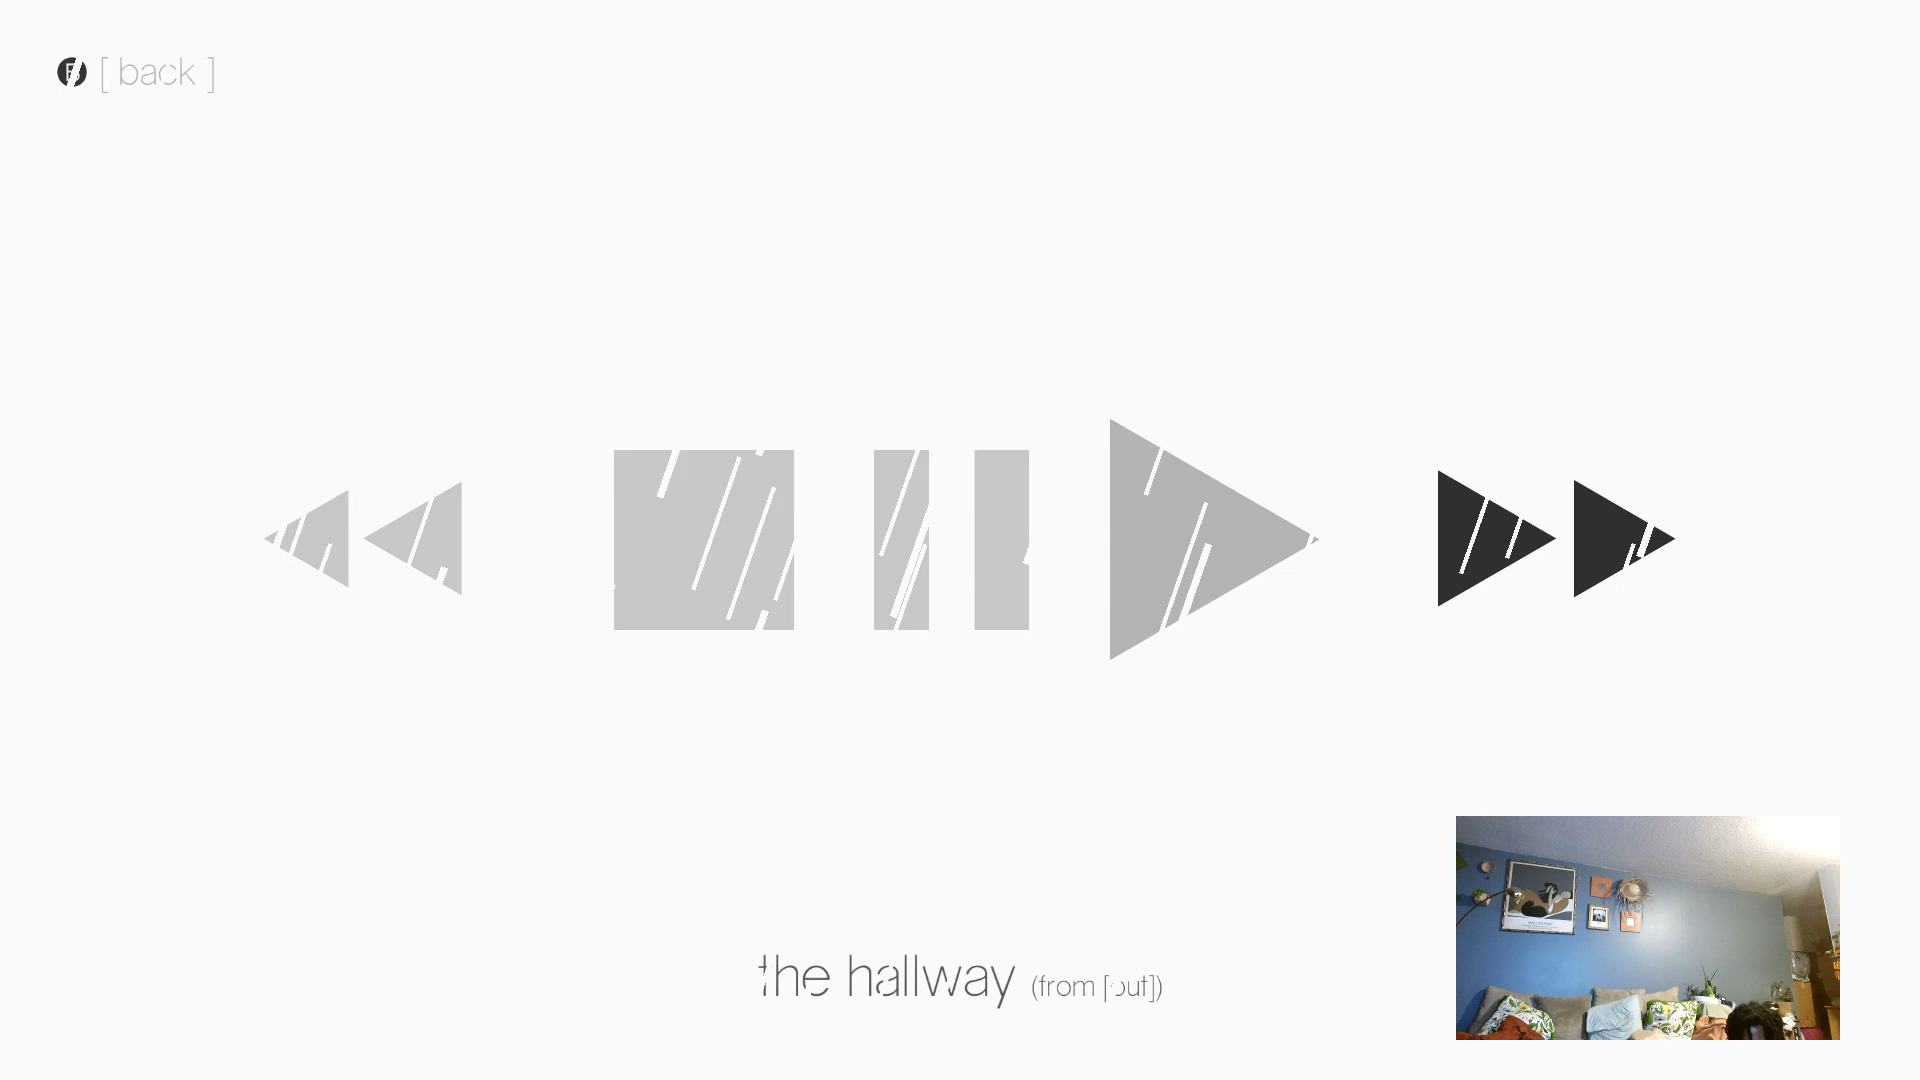 B [ back ]
the hallway (from [out])